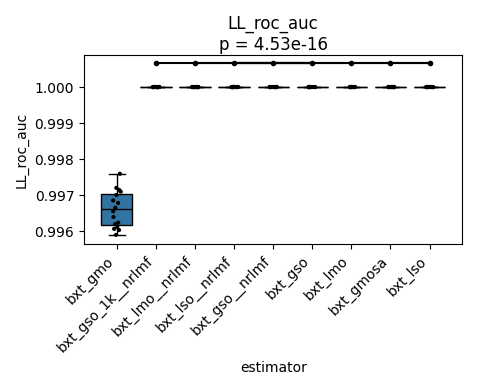 LL_roc_auc
p = 4.53e-16
LL_roc_auc
1.000
0.999
0.998
0.997
0.996
bxt_gmo
bxt_gso_1k__nrlmf
bxt_lmo__nrlmf
bxt_lso__nrlmf
bxt_gso__nrlmf
bxt_gso
bxt_lmo
bxt_gmosa
bxt_lso
estimator